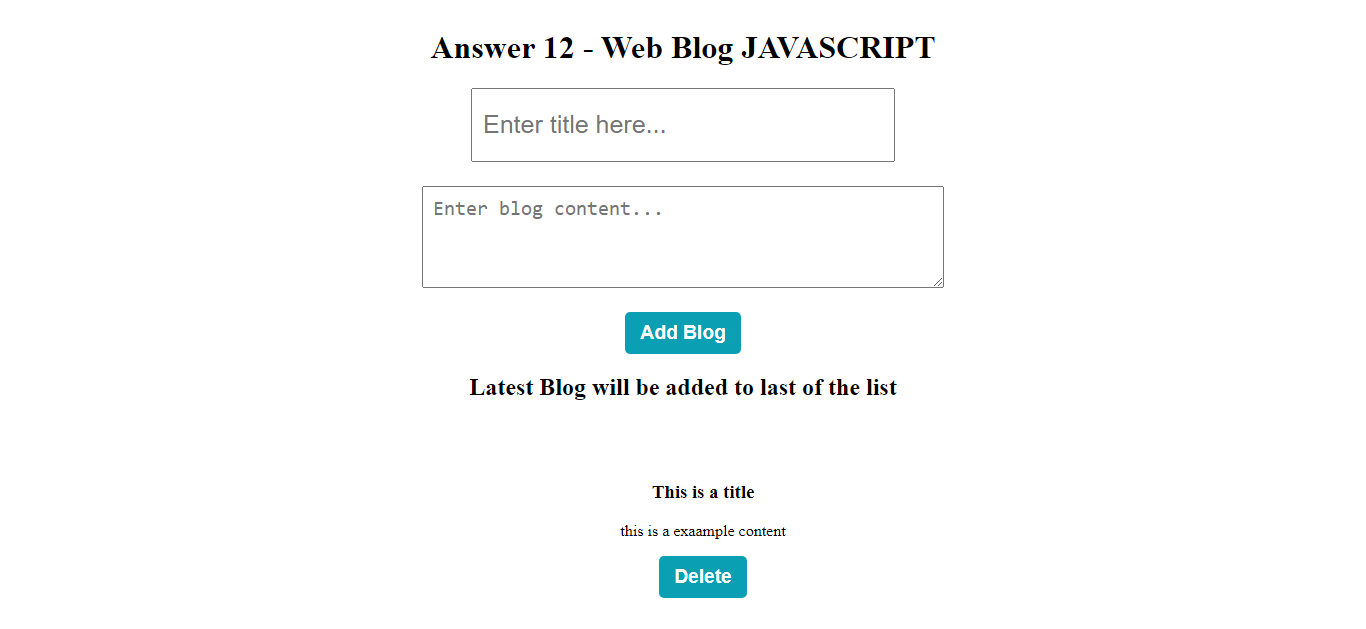 Answer 12 - Web Blog JAVASCRIPT
Enter title here...
Enter blog content...
Add Blog
Latest Blog will be added to last of the list
This is a title
this is a exaample content
Delete